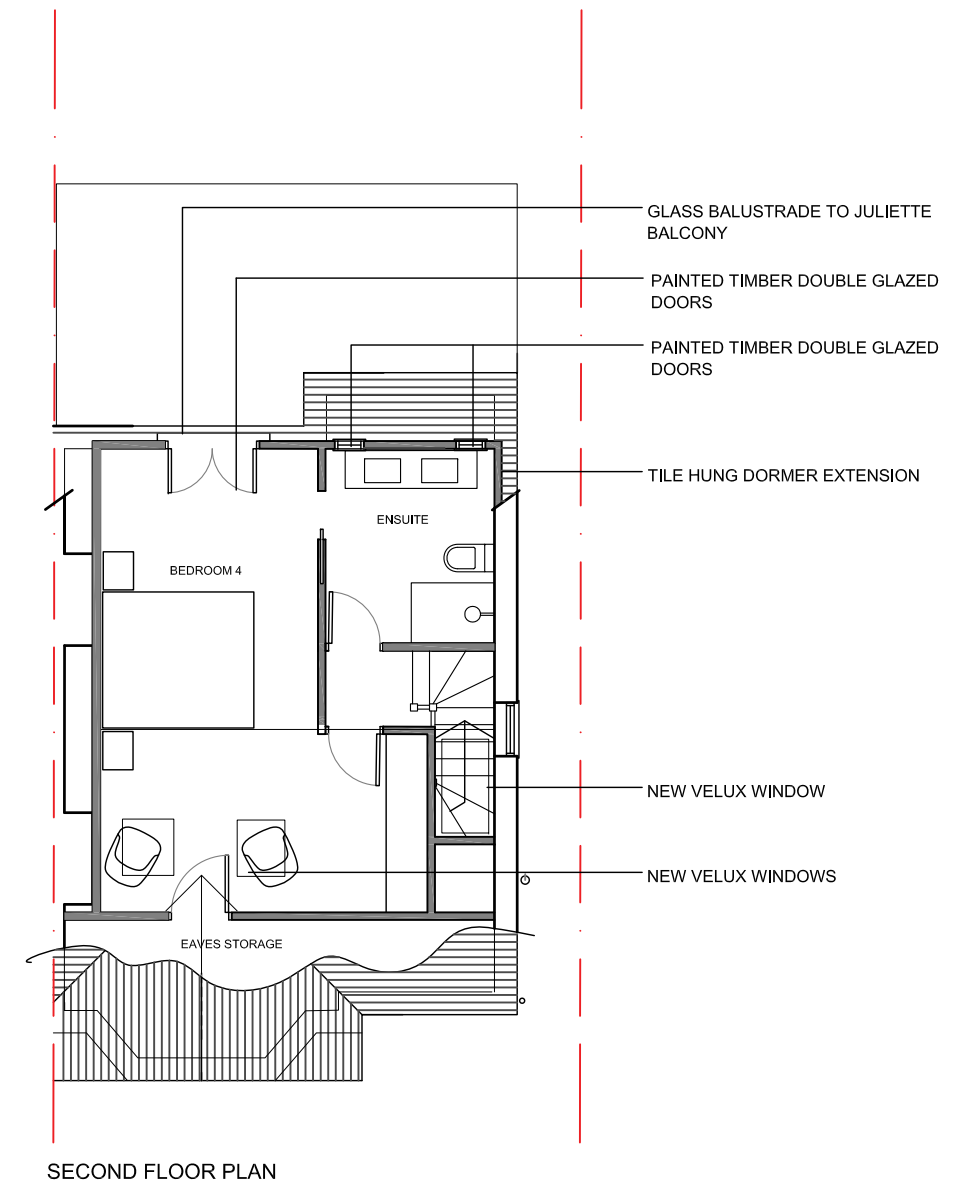 GLASS BALUSTRADE TO JULIETTE
BALCONY
PAINTED TIMBER DOUBLE GLAZED
DOORS
PAINTED TIMBER DOUBLE GLAZED
DOORS
TILE HUNG DORMER EXTENSION
ENSUITE
BEDROOM 4
NEW VELUX WINDOW
NEW VELUX WINDOWS
EAVES STORAGE
SECOND FLOOR PLAN